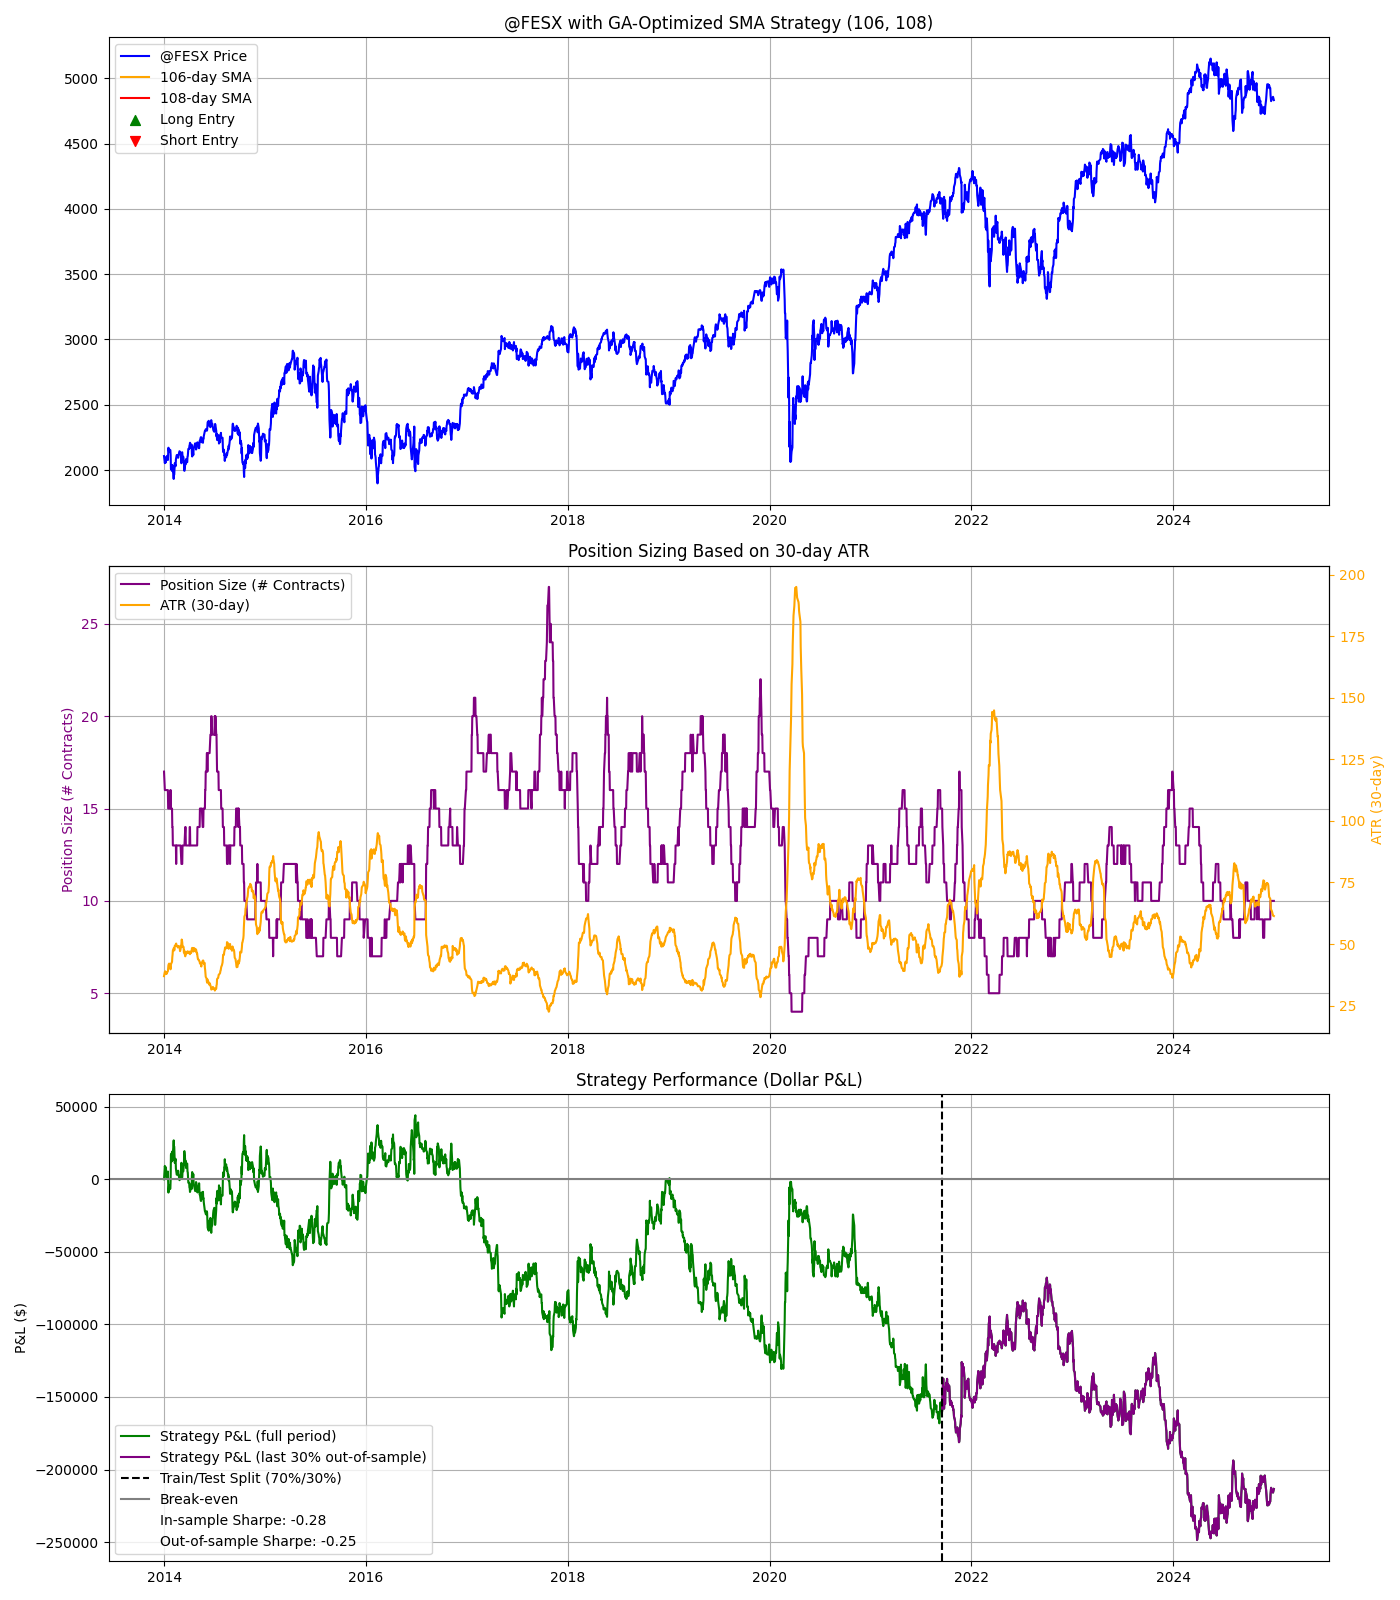 @FESX with GA-Optimized SMA Strategy (106, 108)
@FESX Price
106-day SMA
108-day SMA
Long Entry
Short Entry
5000
4500
4000
3500
3000
2500
2000
2014 2016 2018 2020 2022 2024
Position Sizing Based on 30-day ATR
Position Size (# Contracts)
ATR (30-day)
Position Size (# Contracts)
25
20
15
10
5
200
175
150
125
100
75
50
25
ATR (30-day)
2014 2016 2018 2020 2022 2024
Strategy Performance (Dollar P&L)
P&L ($)
50000
0
−50000
−100000
−150000
−200000
−250000
Strategy P&L (full period)
Strategy P&L (last 30% out-of-sample)
Train/Test Split (70%/30%)
Break-even
In-sample Sharpe: -0.28
Out-of-sample Sharpe: -0.25
2014 2016 2018 2020 2022 2024